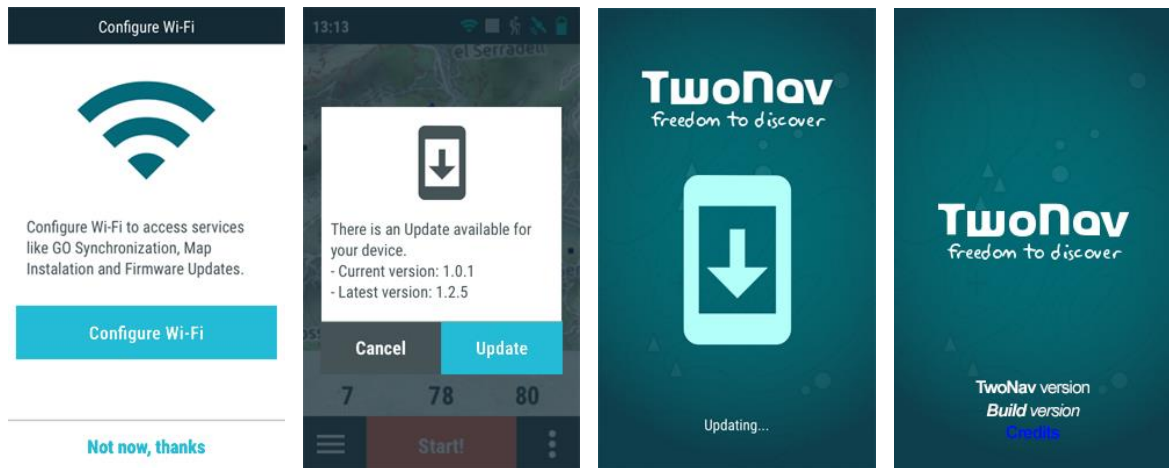 Configure Wi-Fi
Configure Wi-Fi to access services
like GO Synchronization, Map
Instalation and Firmware Updates.
Configure Wi-Fi
Not now, thanks
13:13
el Serradell
There is an Update available for
your device.
- Current version: 1.0.1
- Latest version: 1.2.5
Cancel
Update
7 78 80
Start!
TwoNav
freedom to discover
Updating...
TwoNav
freedom to discover
TwoNav version
Build version
Credits